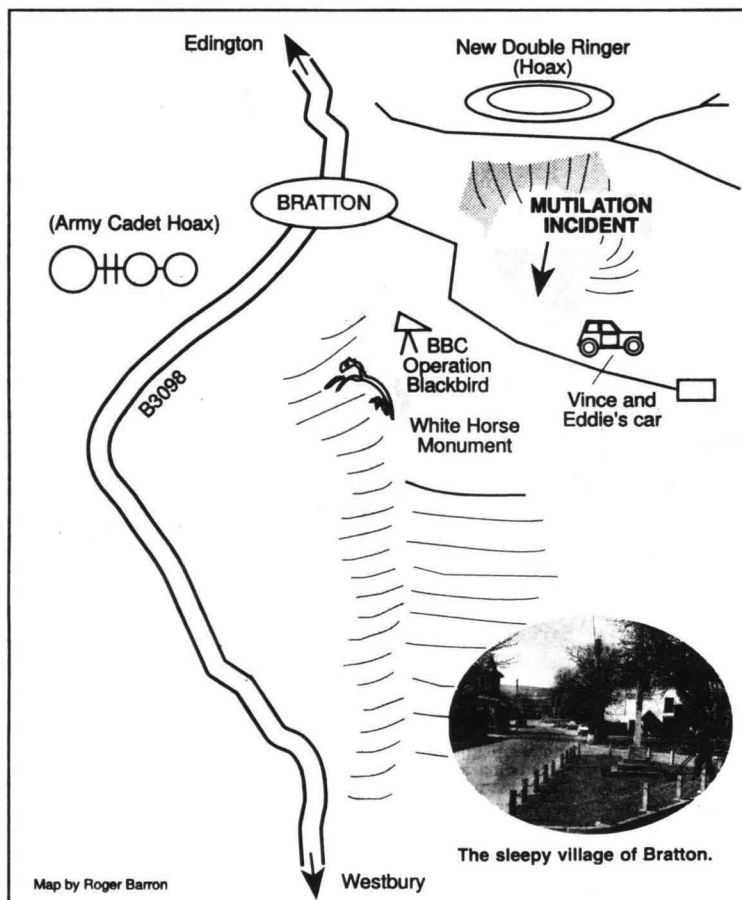 Edington
New Double Ringer
(Hoax)
BRATTON
(Army Cadet Hoax)
MUTILATION
INCIDENT
B3098
BBC
Operation
Blackbird
Vince and
Eddie's car
White Horse
Monument
The sleepy village of Bratton.
Map by Roger Barron
Westbury